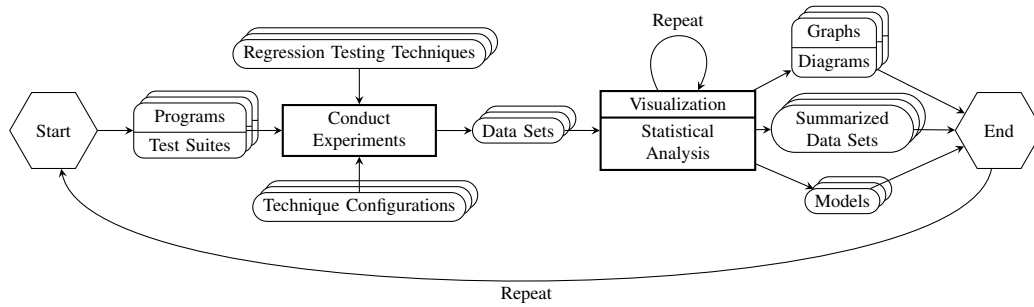 Repeat
Graphs
Diagrams
Regression Testing Techniques
Start
Programs
Test Suites
Conduct
Experiments
Data Sets
Visualization
Statistical
Analysis
Summarized
Data Sets
End
Technique Configurations
Models
Repeat